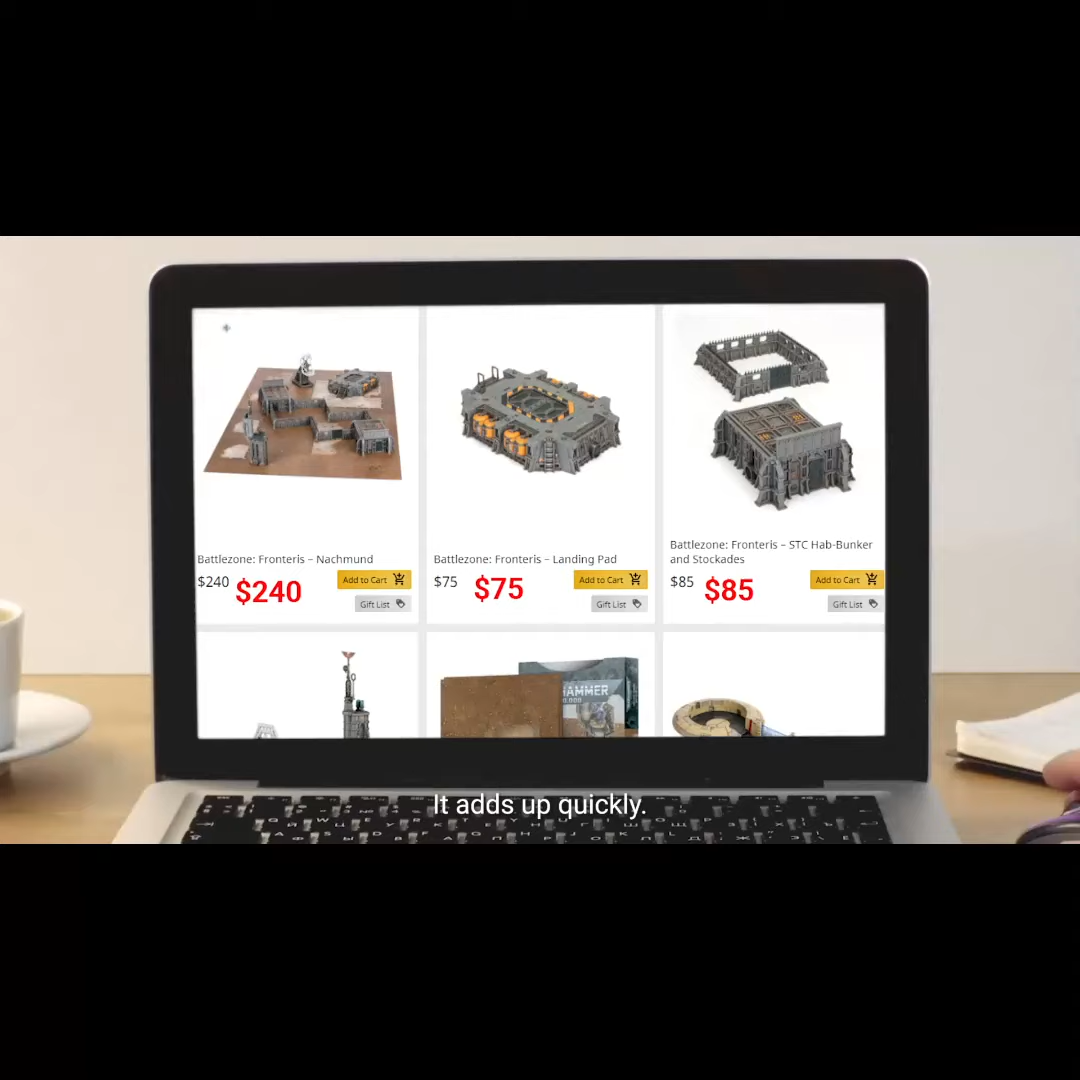 Battlezone: Fronteris – Nachmund
$240
$240
Add to Cart
Gift List
Battlezone: Fronteris – Landing Pad
$75
$75
Add to Cart
Gift List
Battlezone: Fronteris – STC Hab-Bunker
and Stockades
$85
$85
Add to Cart
Gift List
HAMMER
It adds up quickly.